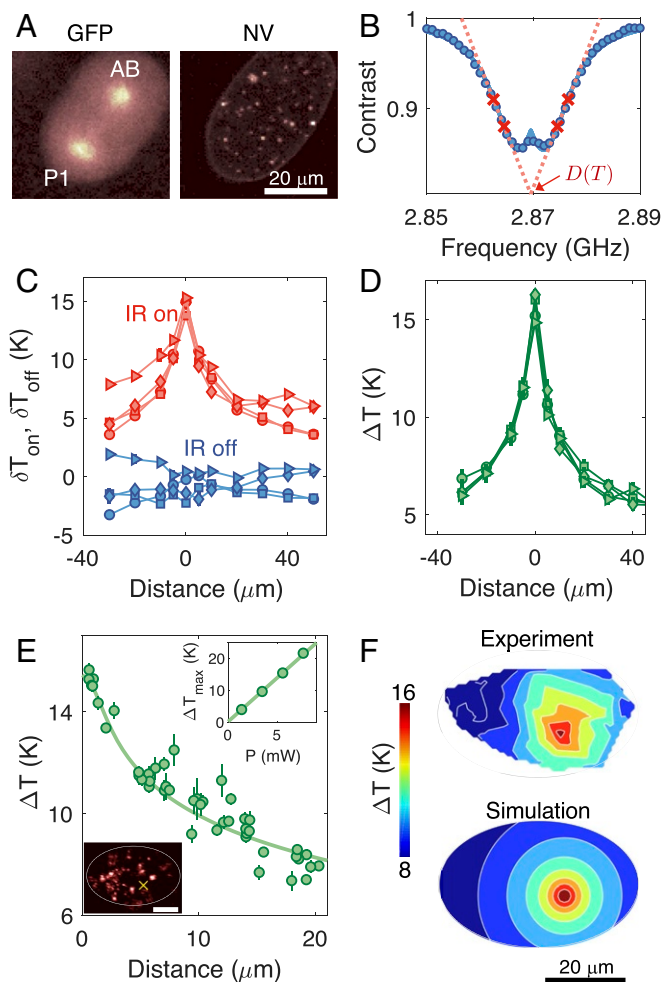 A
GFP
NV
AB
P1
20 μm
B
Contrast
1
0.9
D(T)
2.85
2.87
2.89
Frequency (GHz)
C
δT_on, δT_off (K)
15
10
5
0
-5
IR on
IR off
-40
0
40
Distance (μm)
D
ΔT (K)
15
10
5
-40
0
40
Distance (μm)
E
ΔT (K)
14
10
6
ΔT_max (K)
20
10
0
0
5
P (mW)
0
10
20
Distance (μm)
F
Experiment
16
ΔT (K)
8
Simulation
20 μm